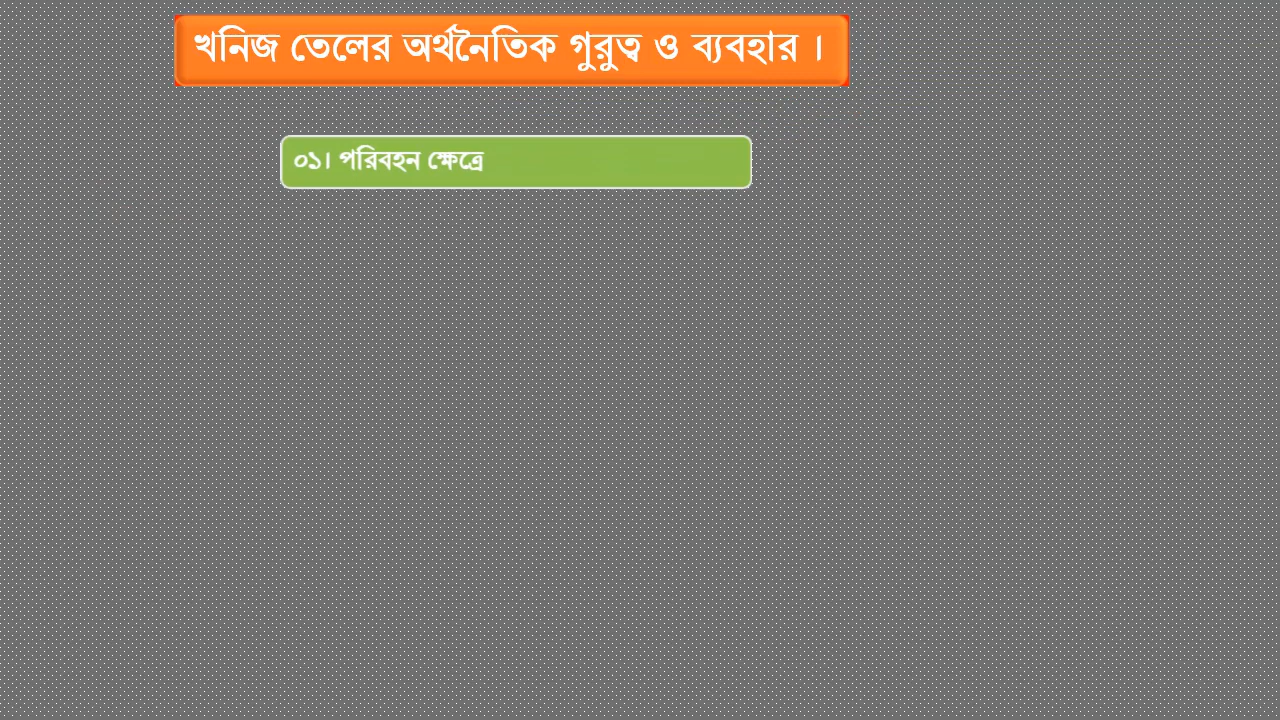 খনিজ তেলের অর্থনৈতিক গুরুত্ব ও ব্যবহার ।
০১। পরিবহন ক্ষেত্রে